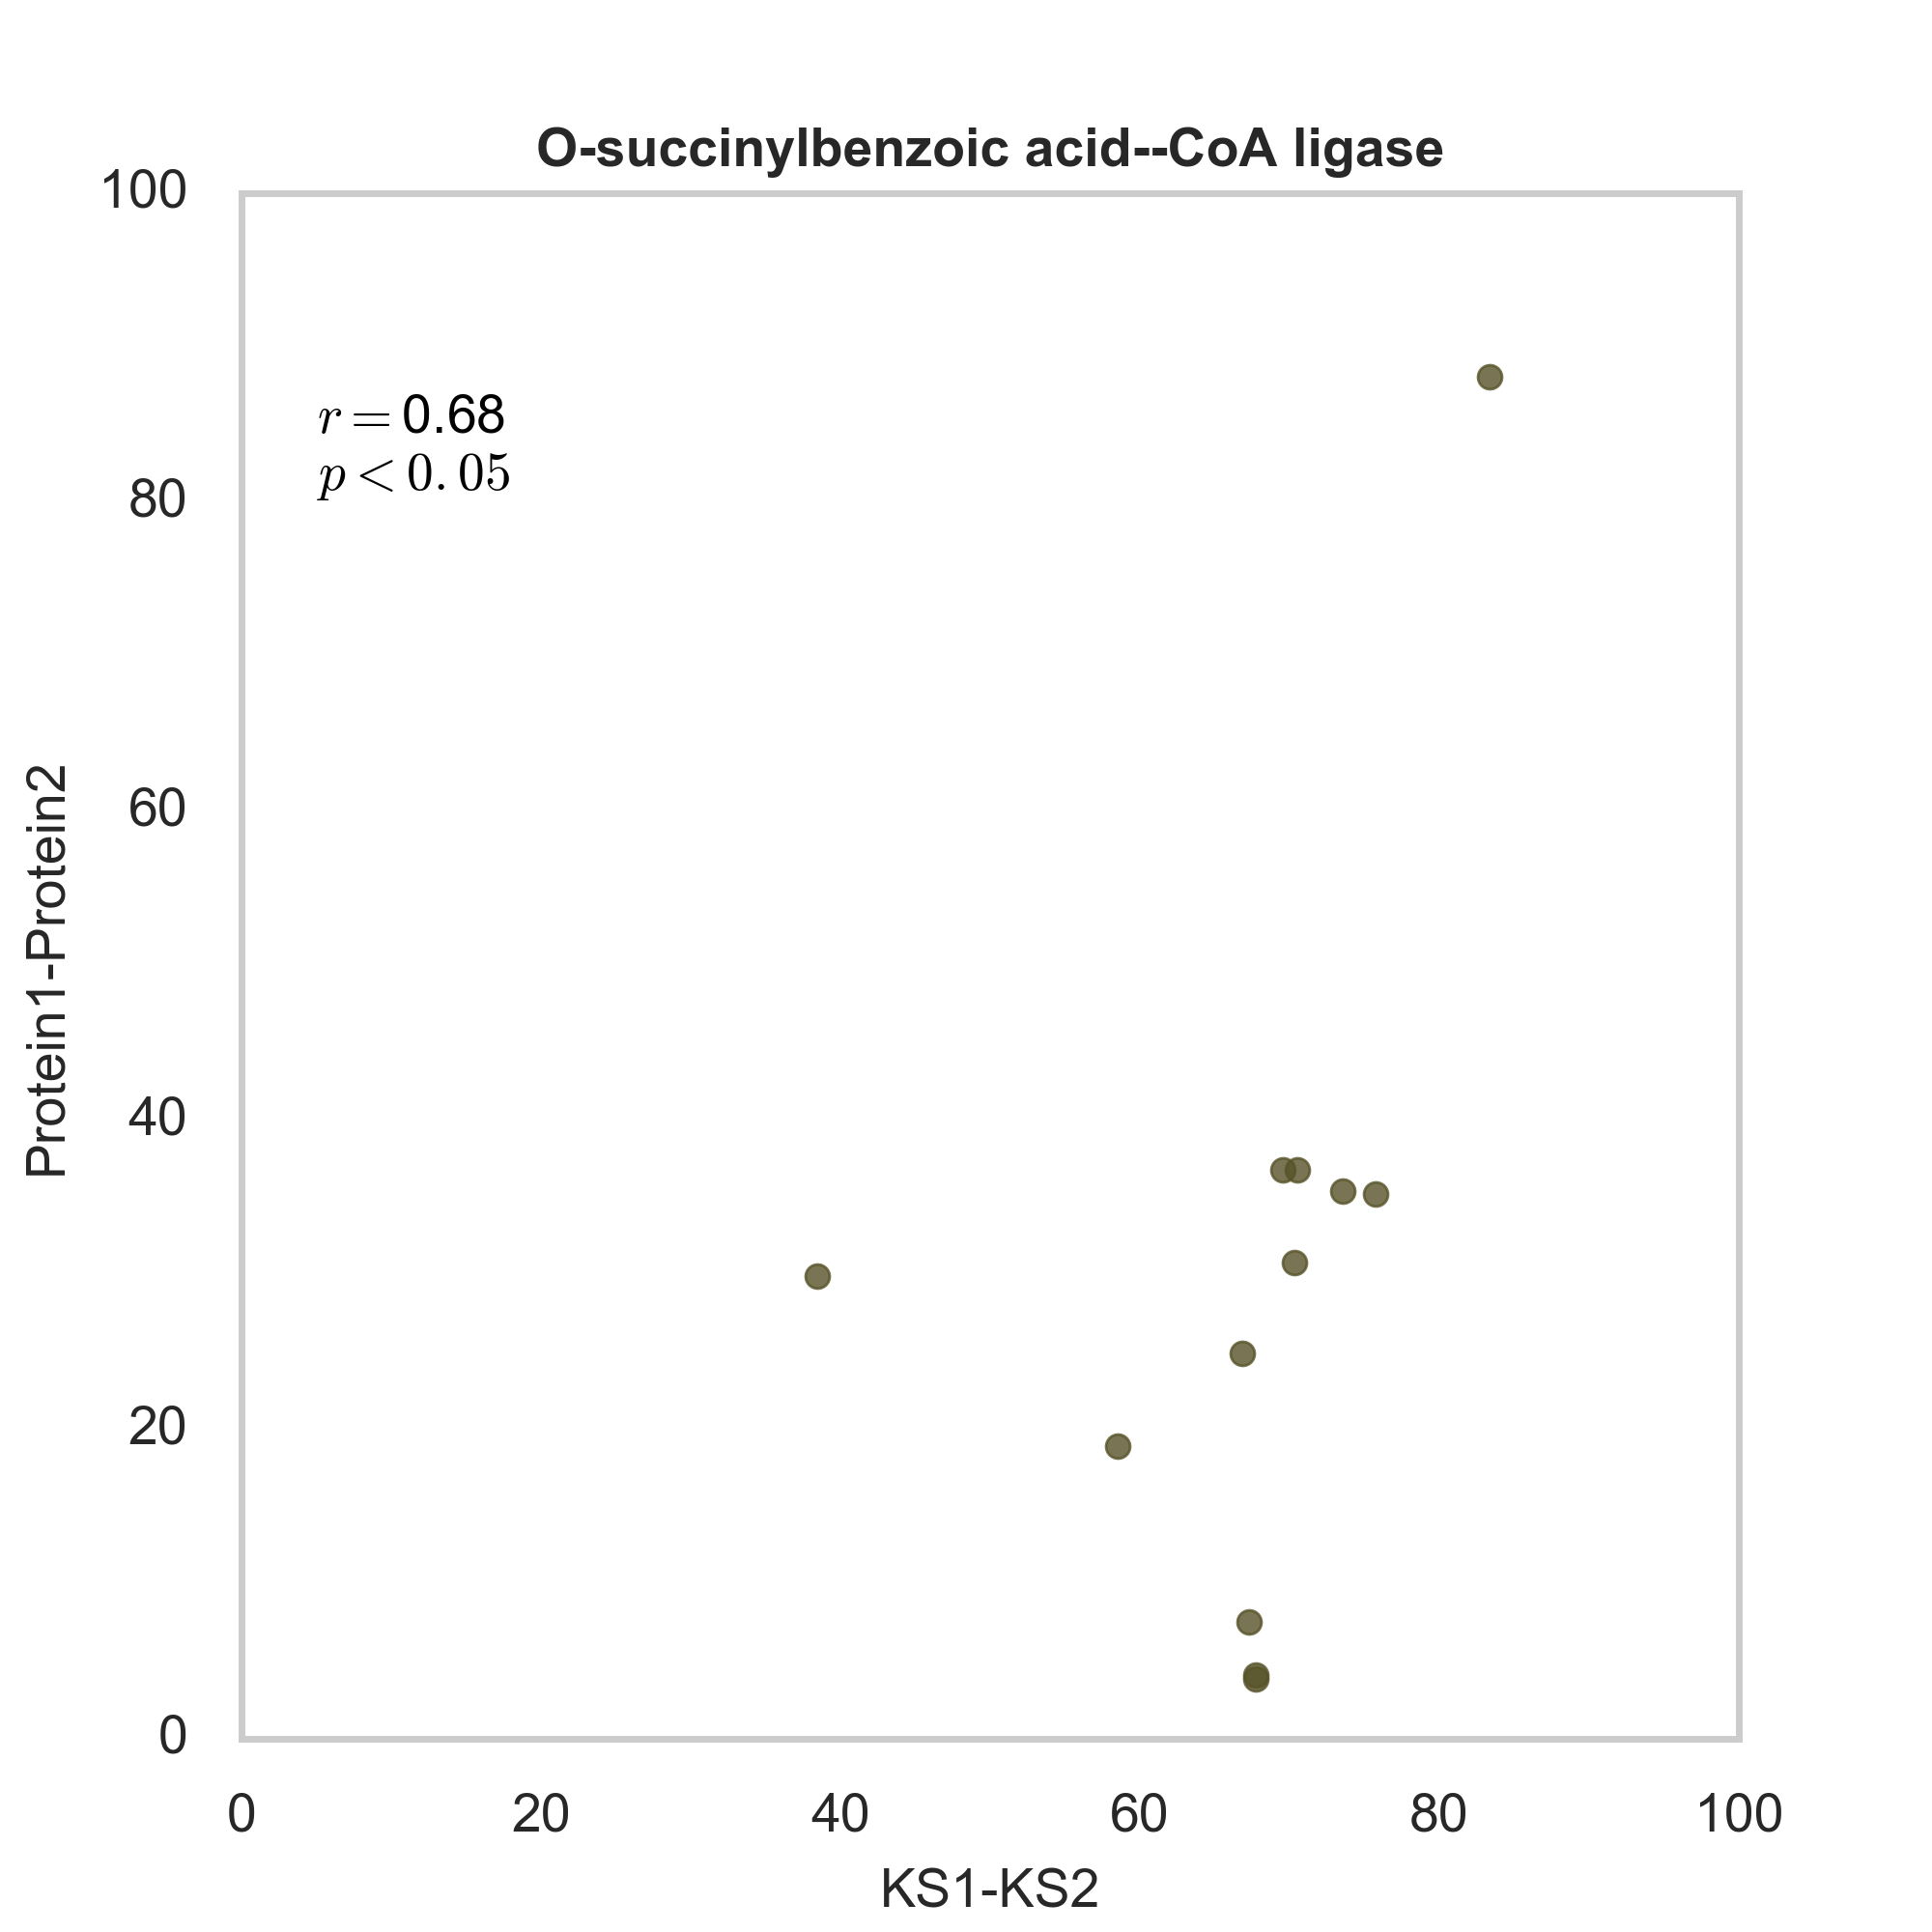 O-succinylbenzoic acid--CoA ligase
100
80
60
40
20
0
r = 0.68
p < 0.05
Protein1-Protein2
0 20 40 60 80 100
KS1-KS2